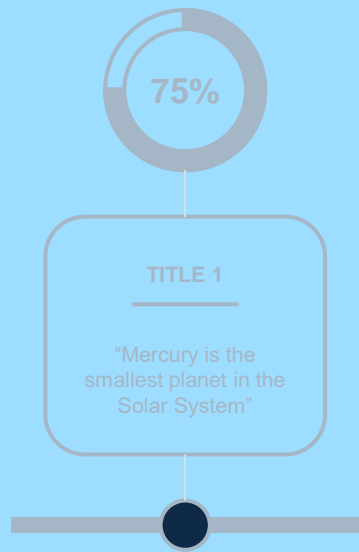 75%
TITLE 1
“Mercury is the
smallest planet in the
Solar System”